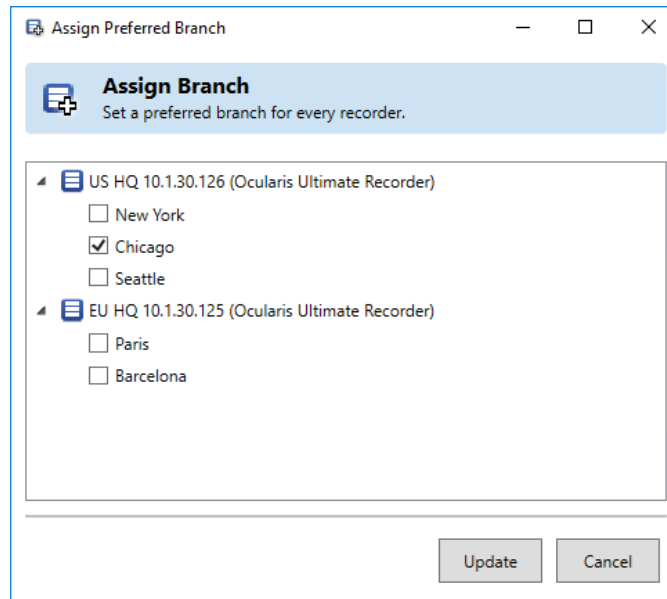 Assign Preferred Branch
Assign Branch
Set a preferred branch for every recorder.
US HQ 10.1.30.126 (Ocularis Ultimate Recorder)
New York
Chicago
Seattle
EU HQ 10.1.30.125 (Ocularis Ultimate Recorder)
Paris
Barcelona
Update Cancel